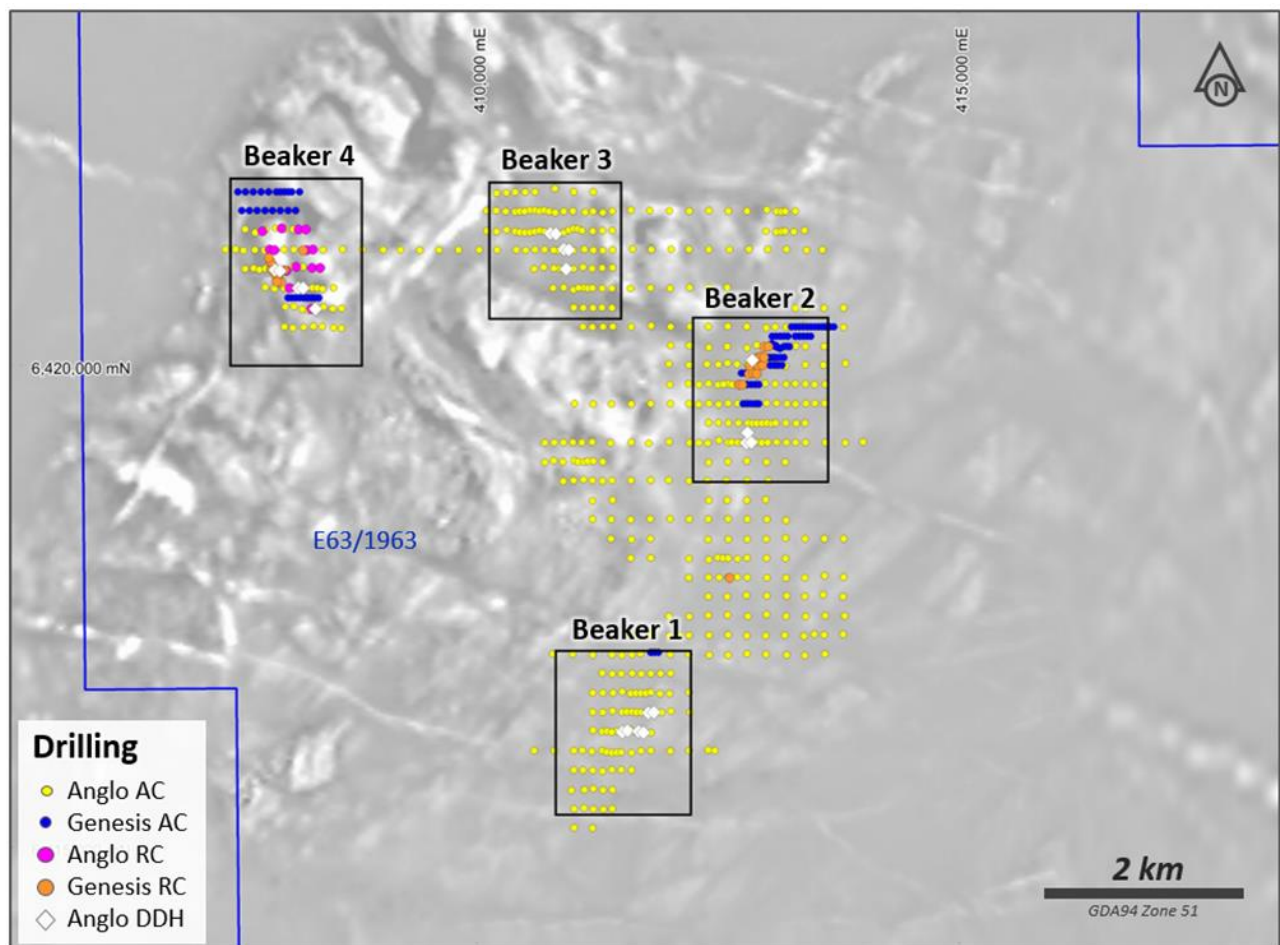 410,000 mE
415,000 mE
N
Beaker 4
Beaker 3
Beaker 2
6,420,000 mN
E63/1963
Beaker 1
Drilling
Anglo AC
Genesis AC
Anglo RC
Genesis RC
Anglo DDH
2 km
GDA94 Zone 51